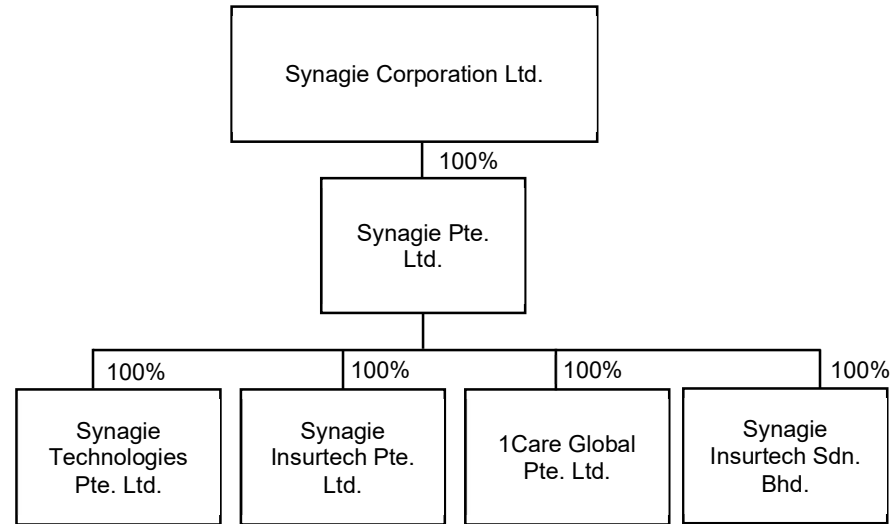 Synagie Corporation Ltd.
100%
Synagie Pte.
Ltd.
100%
100%
100%
100%
Synagie
Technologies
Pte. Ltd.
Synagie
Insurtech Pte.
Ltd.
1Care Global
Pte. Ltd.
Synagie
Insurtech Sdn.
Bhd.